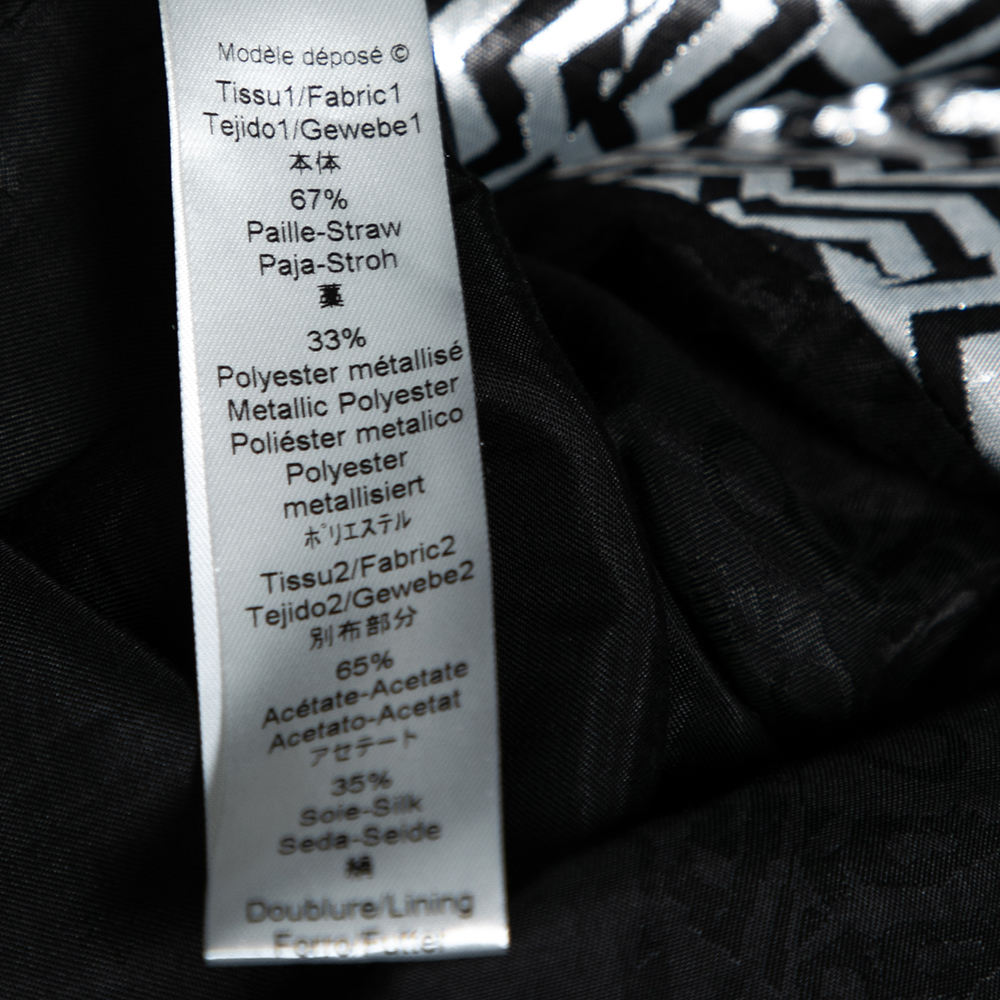 Modèle déposé ©
Tissu1/Fabric1
Tejido1/Gewebe1
本体
67%
Paille-Straw
Paja-Stroh
藁
33%
Polyester métallisé
Metallic Polyester
Poliéster metalico
Polyester
metallisiert
ポリエステル
Tissu2/Fabric2
Tejido2/Gewebe2
別布部分
65%
Acétate-Acetate
Acetato-Acetat
アセテート
35%
Soie-Silk
Seda-Seide
絹
Doublure/Lining
Forro/Futter